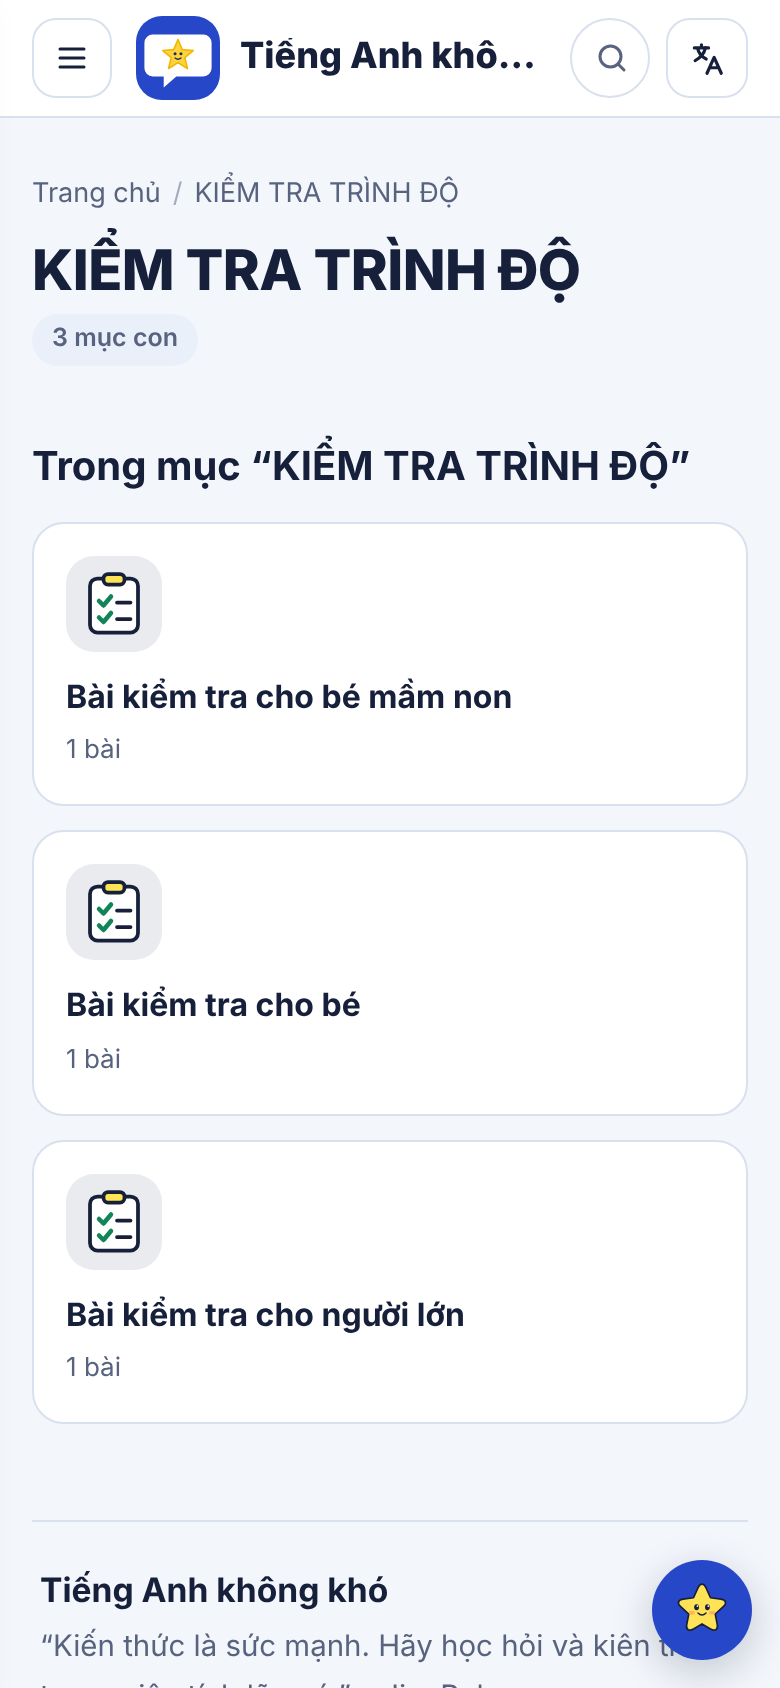 Tiếng Anh khô...
Trang chủ / KIỂM TRA TRÌNH ĐỘ
KIỂM TRA TRÌNH ĐỘ
3 mục con
Trong mục “KIỂM TRA TRÌNH ĐỘ”
Bài kiểm tra cho bé mầm non
1 bài
Bài kiểm tra cho bé
1 bài
Bài kiểm tra cho người lớn
1 bài
Tiếng Anh không khó
“Kiến thức là sức mạnh. Hãy học hỏi và kiên